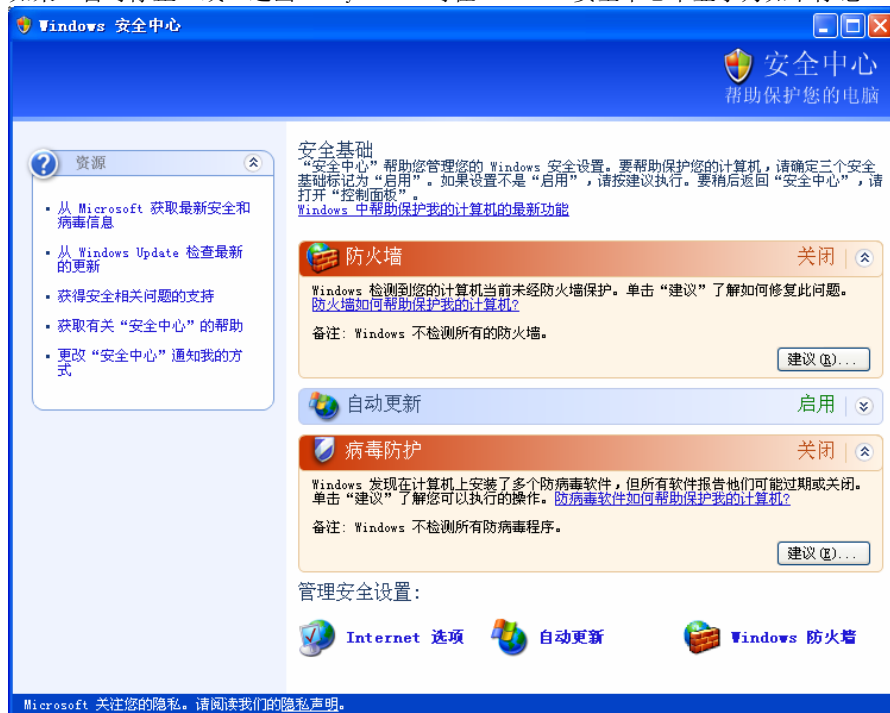 Windows 安全中心
安全中心
帮助保护您的电脑
资源
从 Microsoft 获取最新安全和
病毒信息
从 Windows Update 检查最新
的更新
获得安全相关问题的支持
获取有关“安全中心”的帮助
更改“安全中心”通知我的方
式
安全基础
“安全中心”帮助您管理您的 Windows 安全设置。要帮助保护您的计算机，请确定三个安全
基础标记为“启用”。如果设置不是“启用”，请按建议执行。要稍后返回“安全中心”，请
打开“控制面板”。
Windows 中帮助保护我的计算机的最新功能
防火墙 关闭
Windows 检测到您的计算机当前未经防火墙保护。单击“建议”了解如何修复此问题。
防火墙如何帮助保护我的计算机?
备注: Windows 不检测所有的防火墙。
建议(R)...
自动更新 启用
病毒防护 关闭
Windows 发现在计算机上安装了多个防病毒软件，但所有软件报告他们可能过期或关闭。
单击“建议”了解您可以执行的操作。防病毒软件如何帮助保护我的计算机?
备注: Windows 不检测所有防病毒程序。
建议(E)...
管理安全设置:
Internet 选项
自动更新
Windows 防火墙
Microsoft 关注您的隐私。请阅读我们的隐私声明。